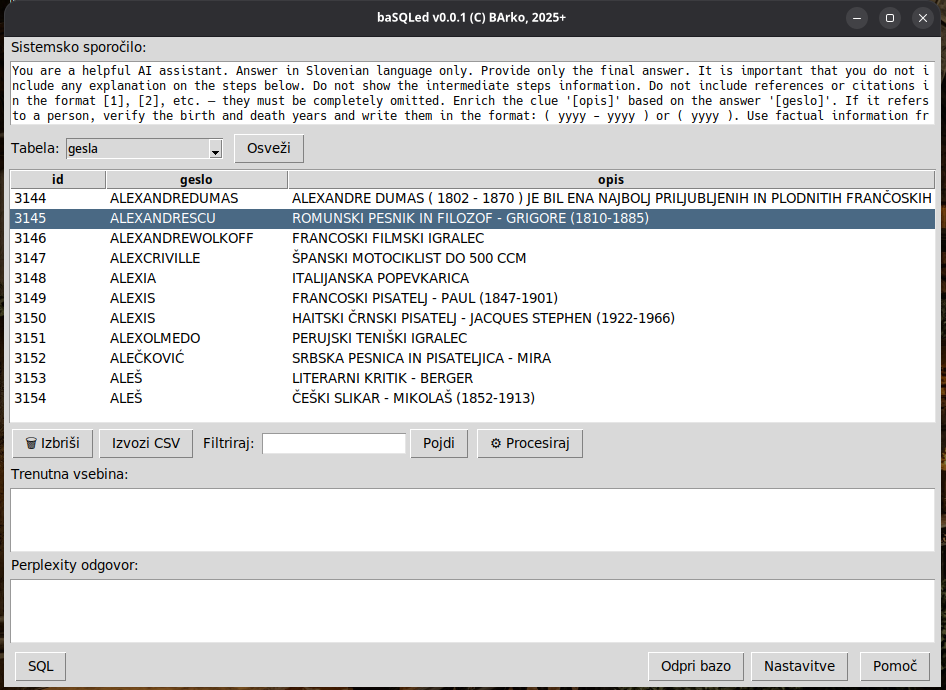 baSQLed v0.0.1 (C) BArko, 2025+
Sistemsko sporočilo:
You are a helpful AI assistant. Answer in Slovenian language only. Provide only the final answer. It is important that you do not i
nclude any explanation on the steps below. Do not show the intermediate steps information. Do not include references or citations i
n the format [1], [2], etc. — they must be completely omitted. Enrich the clue '[opis]' based on the answer '[geslo]'. If it refers
to a person, verify the birth and death years and write them in the format: ( yyyy - yyyy ) or ( yyyy ). Use factual information fr
Tabela: gesla Osveži
id geslo opis
3144 ALEXANDREDUMAS ALEXANDRE DUMAS ( 1802 - 1870 ) JE BIL ENA NAJBOLJ PRILJUBLJENIH IN PLODNITIH FRANČOSKIH
3145 ALEXANDRESCU ROMUNSKI PESNIK IN FILOZOF - GRIGORE (1810-1885)
3146 ALEXANDREWOLKOFF FRANCOSKI FILMSKI IGRALEC
3147 ALEXCRIVILLE ŠPANSKI MOTOCIKLIST DO 500 CCM
3148 ALEXIA ITALIJANSKA POPEVKARICA
3149 ALEXIS FRANCOSKI PISATELJ - PAUL (1847-1901)
3150 ALEXIS HAITSKI ČRNSKI PISATELJ - JACQUES STEPHEN (1922-1966)
3151 ALEXOLMEDO PERUJSKI TENIŠKI IGRALEC
3152 ALEČKOVIĆ SRBSKA PESNICA IN PISATELJICA - MIRA
3153 ALEŠ LITERARNI KRITIK - BERGER
3154 ALEŠ ČEŠKI SLIKAR - MIKOLAŠ (1852-1913)
Izbriši Izvozi CSV Filtriraj: Pojdi Procesiraj
Trenutna vsebina:
Perplexity odgovor:
SQL Odpri bazo Nastavitve Pomoč